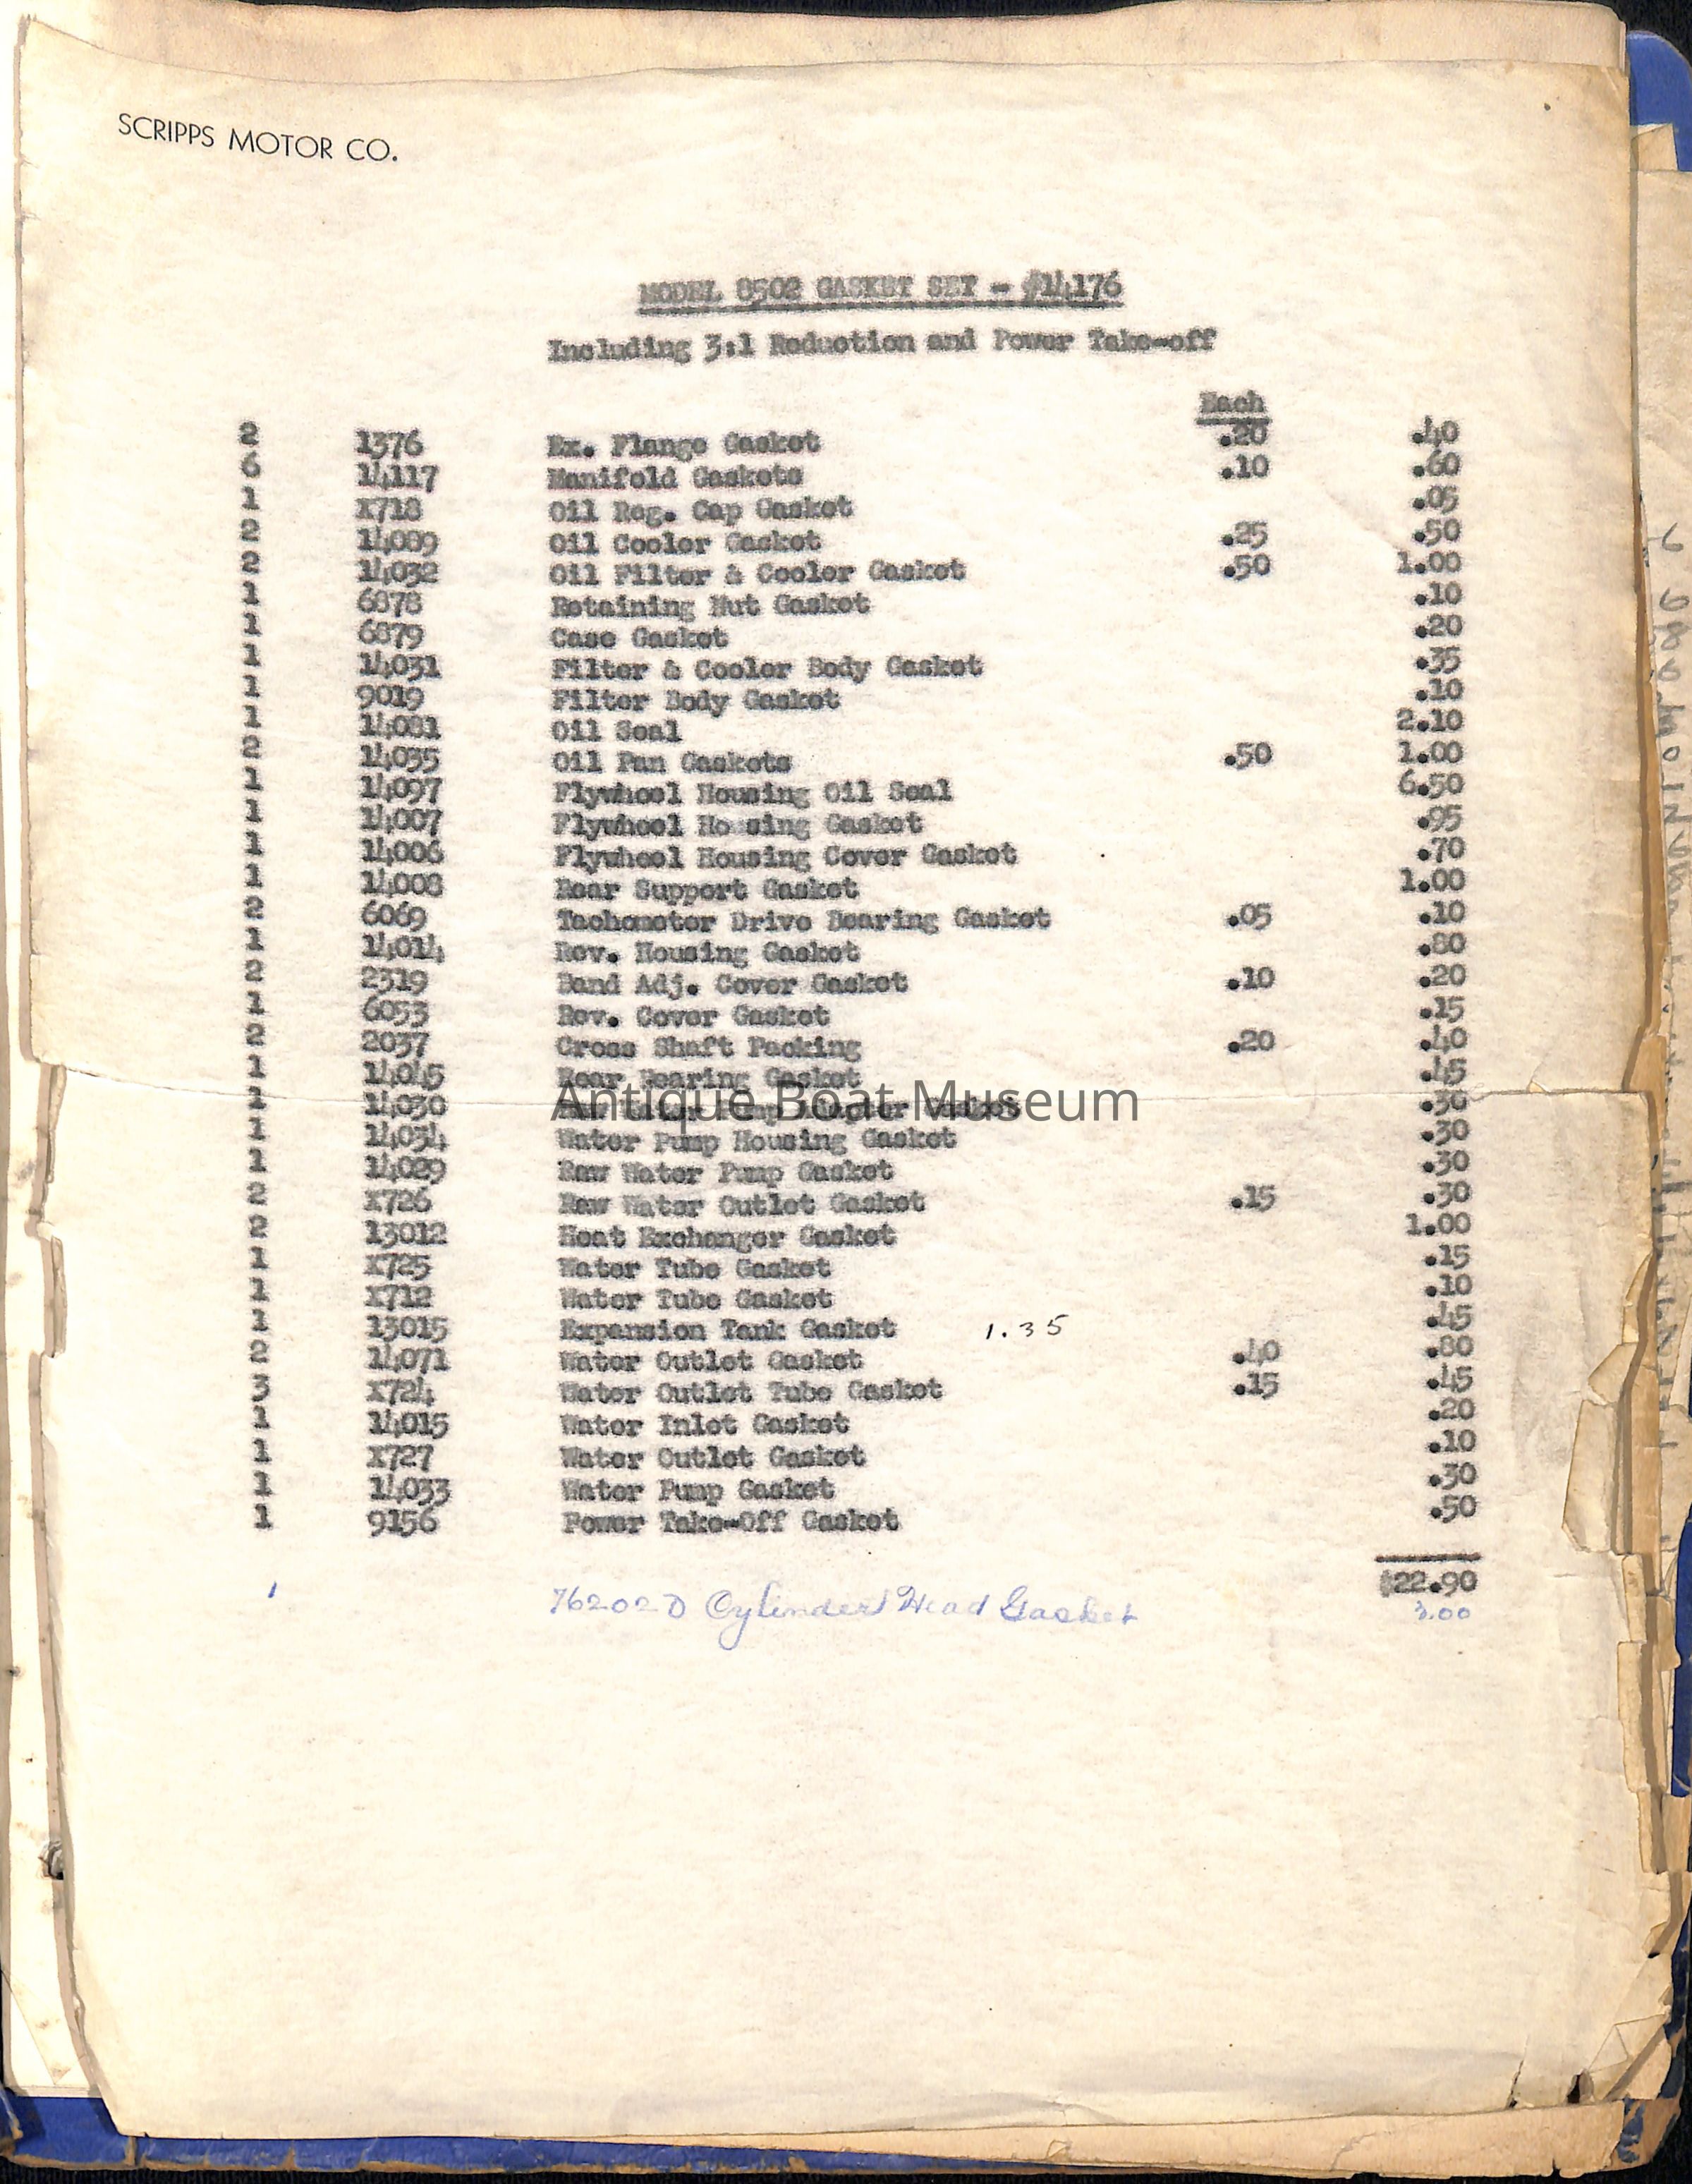 SCRIPPS MOTOR CO.
MODEL 8502 GASKET SET - #14176
Including 3:1 Reduction and Power Take-off
Each
2 1376 Ex. Flange Gasket .20 .40
6 14117 Manifold Gaskets .10 .60
1 X718 Oil Reg. Cap Gasket .05
2 14089 Oil Cooler Gasket .25 .50
2 14032 Oil Filter & Cooler Gasket .50 1.00
1 6878 Retaining Nut Gasket .10
1 6879 Case Gasket .20
1 14031 Filter & Cooler Body Gasket .35
1 9019 Filter Body Gasket .10
1 14081 Oil Seal 2.10
2 14035 Oil Pan Gaskets .50 1.00
1 14097 Flywheel Housing Oil Seal 6.50
1 14007 Flywheel Ho sing Gasket .95
1 14006 Flywheel Housing Cover Gasket .70
1 14008 Rear Support Gasket 1.00
2 6069 Tachometer Drive Bearing Gasket .05 .10
1 14014 Rev. Housing Gasket .80
2 2319 Band Adj. Cover Gasket .10 .20
1 6053 Rev. Cover Gasket .15
2 2037 Cross Shaft Packing .20 .40
1 14045 Rear Bearing Gasket .45
1 14030 Raw Water Pump Adapter Gasket .30
Antique Boat Museum
1 14034 Water Pump Housing Gasket .30
1 14029 Raw Water Pump Gasket .30
2 X726 Raw Water Outlet Gasket .15 .30
2 13012 Heat Exchanger Gasket 1.00
1 X725 Water Tube Gasket .15
1 X712 Water Tube Gasket .10
1 13015 Expansion Tank Gasket 1.35 .45
2 14071 Water Outlet Gasket .40 .80
3 X724 Water Outlet Tube Gasket .15 .45
1 14015 Water Inlet Gasket .20
1 X727 Water Outlet Gasket .10
1 14033 Water Pump Gasket .30
1 9156 Power Take-Off Gasket .50
$22.90
1 76202D Cylinder Head Gasket 3.00